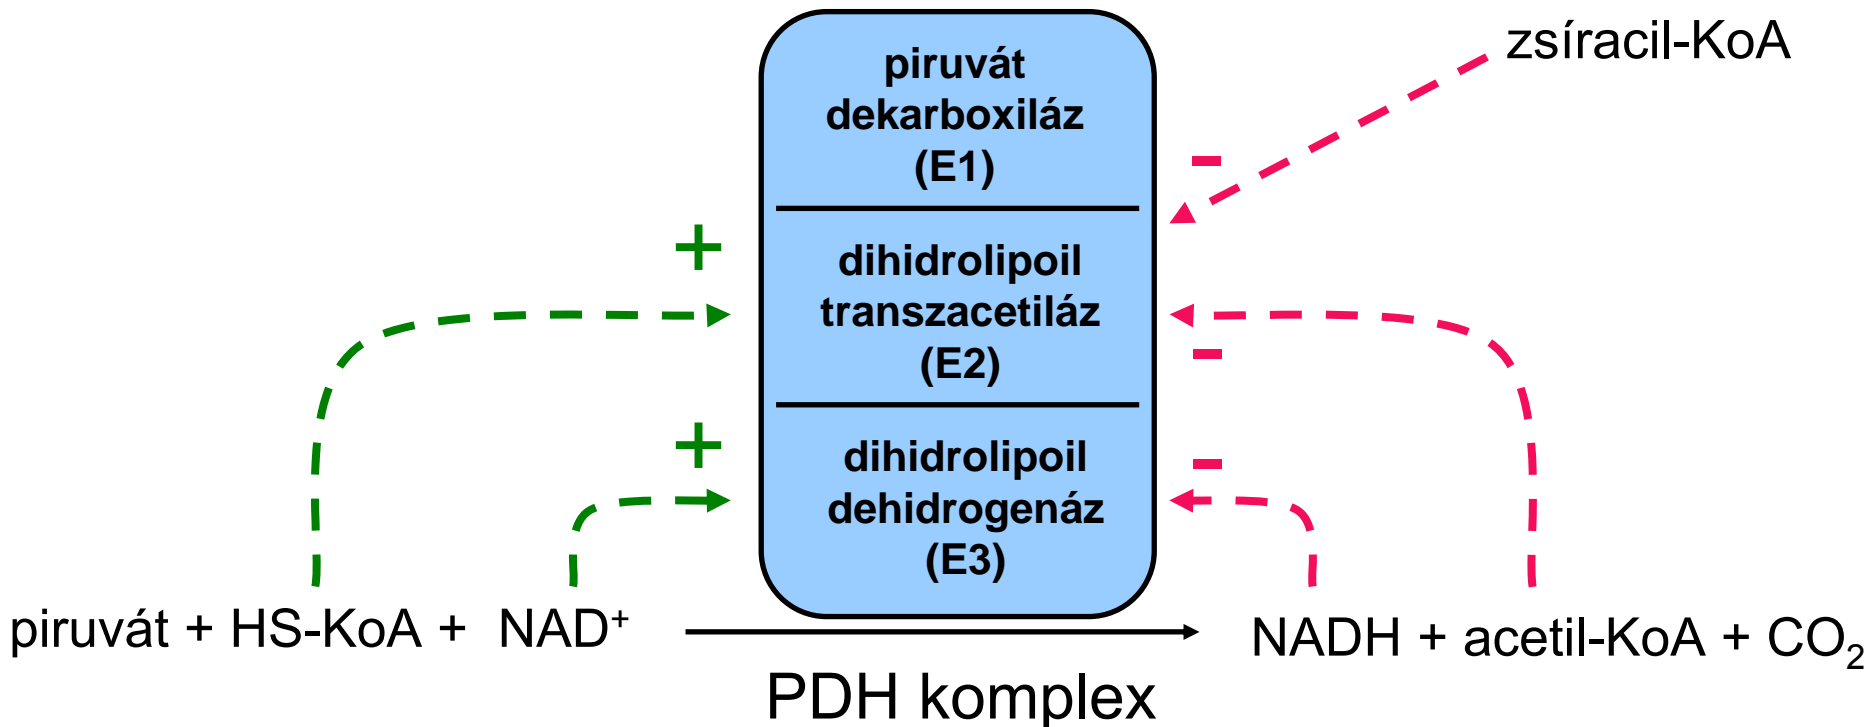 piruvát
dekarboxiláz
(E1)
zsíracil-KoA
-
+
dihidrolipoil
transzacetiláz
(E2)
-
+
dihidrolipoil
dehidrogenáz
(E3)
-
piruvát + HS-KoA + NAD⁺
NADH + acetil-KoA + CO₂
PDH komplex